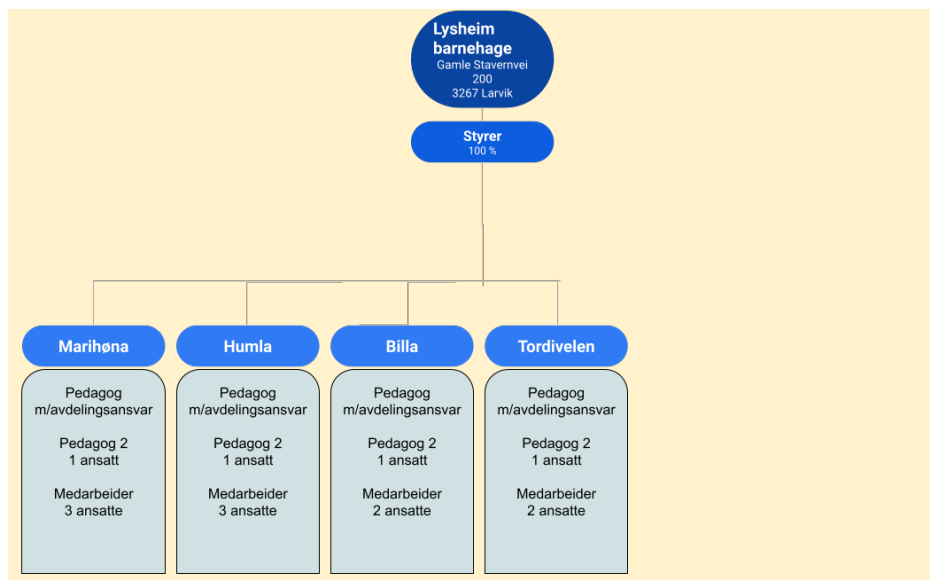 Lysheim
barnehage
Gamle Stavernvei
200
3267 Larvik
Styrer
100 %
Marihøna
Pedagog
m/avdelingsansvar
Pedagog 2
1 ansatt
Medarbeider
3 ansatte
Humla
Pedagog
m/avdelingsansvar
Pedagog 2
1 ansatt
Medarbeider
3 ansatte
Billa
Pedagog
m/avdelingsansvar
Pedagog 2
1 ansatt
Medarbeider
2 ansatte
Tordivelen
Pedagog
m/avdelingsansvar
Pedagog 2
1 ansatt
Medarbeider
2 ansatte